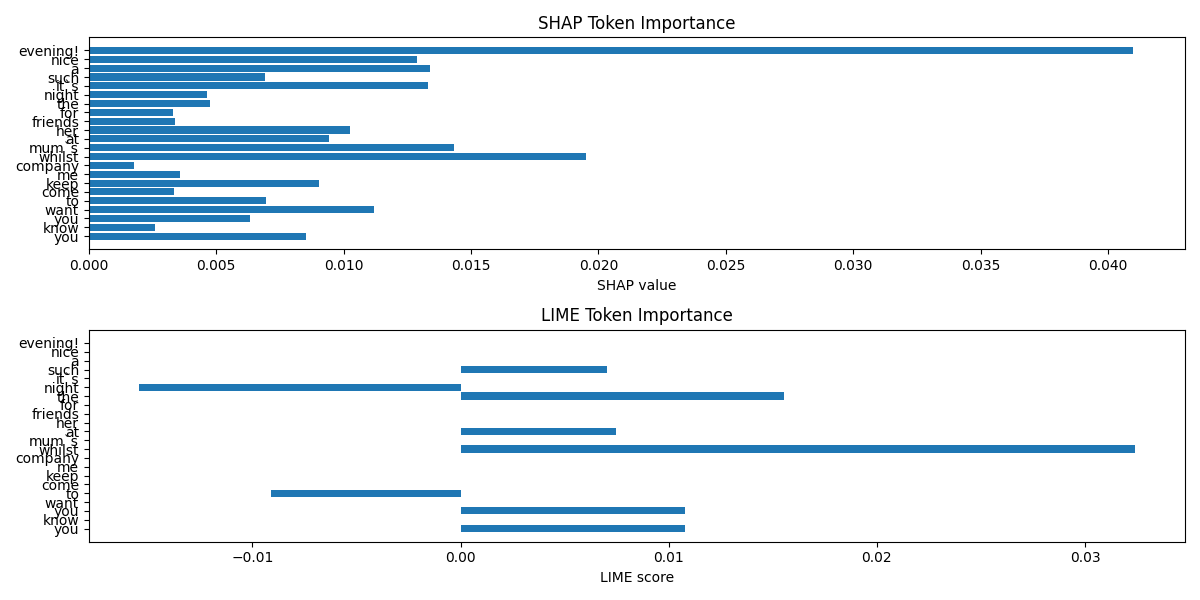 SHAP Token Importance
evening!
nice
a
such
it`s
night
the
for
friends
her
at
mum`s
whilst
company
me
keep
come
to
want
you
know
you
0.000 0.005 0.010 0.015 0.020 0.025 0.030 0.035 0.040
SHAP value
LIME Token Importance
evening!
nice
a
such
it`s
night
the
for
friends
her
at
mum`s
whilst
company
me
keep
come
to
want
you
know
you
−0.01 0.00 0.01 0.02 0.03
LIME score